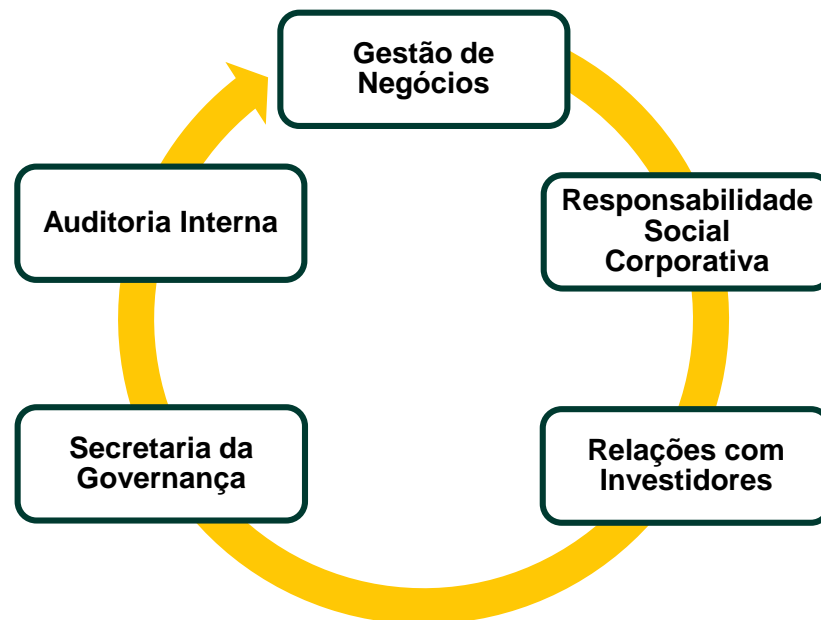 Gestão de
Negócios
Responsabilidade
Social
Corporativa
Relações com
Investidores
Secretaria da
Governança
Auditoria Interna